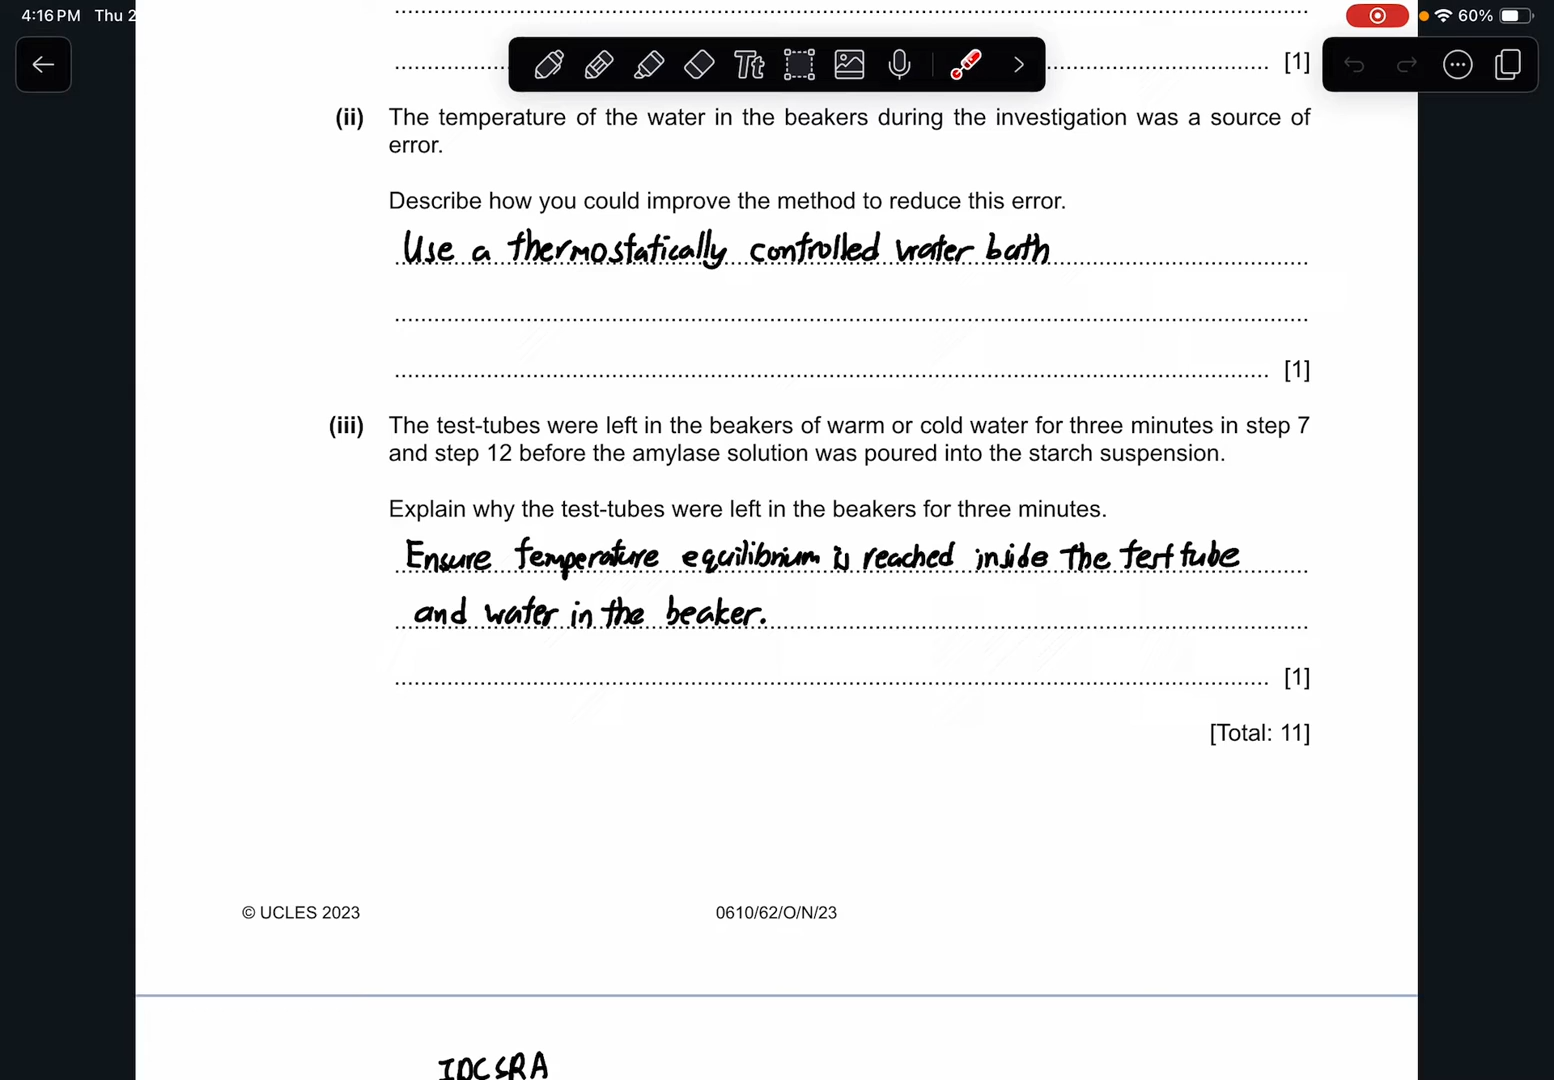 4:16 PM Thu 2
60%
Tt
[1]
(ii) The temperature of the water in the beakers during the investigation was a source of
error.
Describe how you could improve the method to reduce this error.
Use a thermostatically controlled water bath
[1]
(iii) The test-tubes were left in the beakers of warm or cold water for three minutes in step 7
and step 12 before the amylase solution was poured into the starch suspension.
Explain why the test-tubes were left in the beakers for three minutes.
Ensure temperature equilibrium is reached inside the test tube
and water in the beaker.
[1]
[Total: 11]
© UCLES 2023 0610/62/O/N/23
IDCSRA